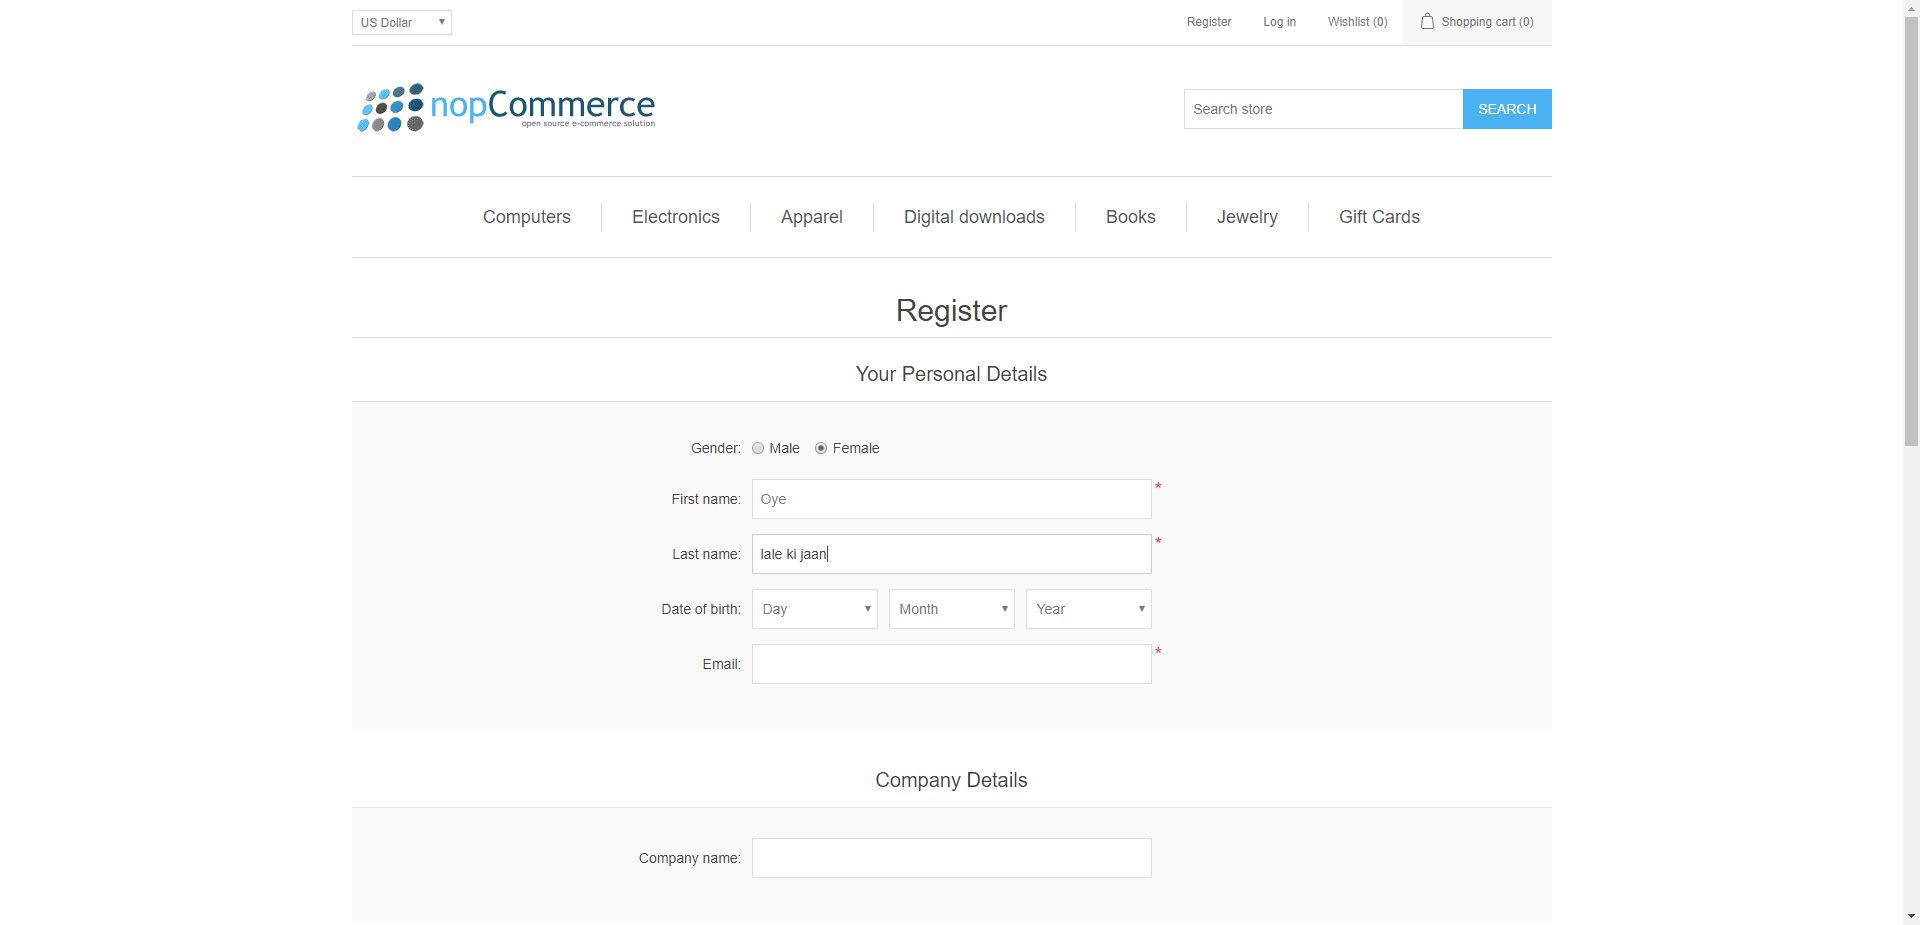 US Dollar
Register Log in Wishlist (0) Shopping cart (0)
nopCommerce
open source e-commerce solution
Search store SEARCH
Computers Electronics Apparel Digital downloads Books Jewelry Gift Cards
Register
Your Personal Details
Gender: Male Female
First name: Oye *
Last name: lale ki jaan *
Date of birth: Day Month Year
Email: *
Company Details
Company name: